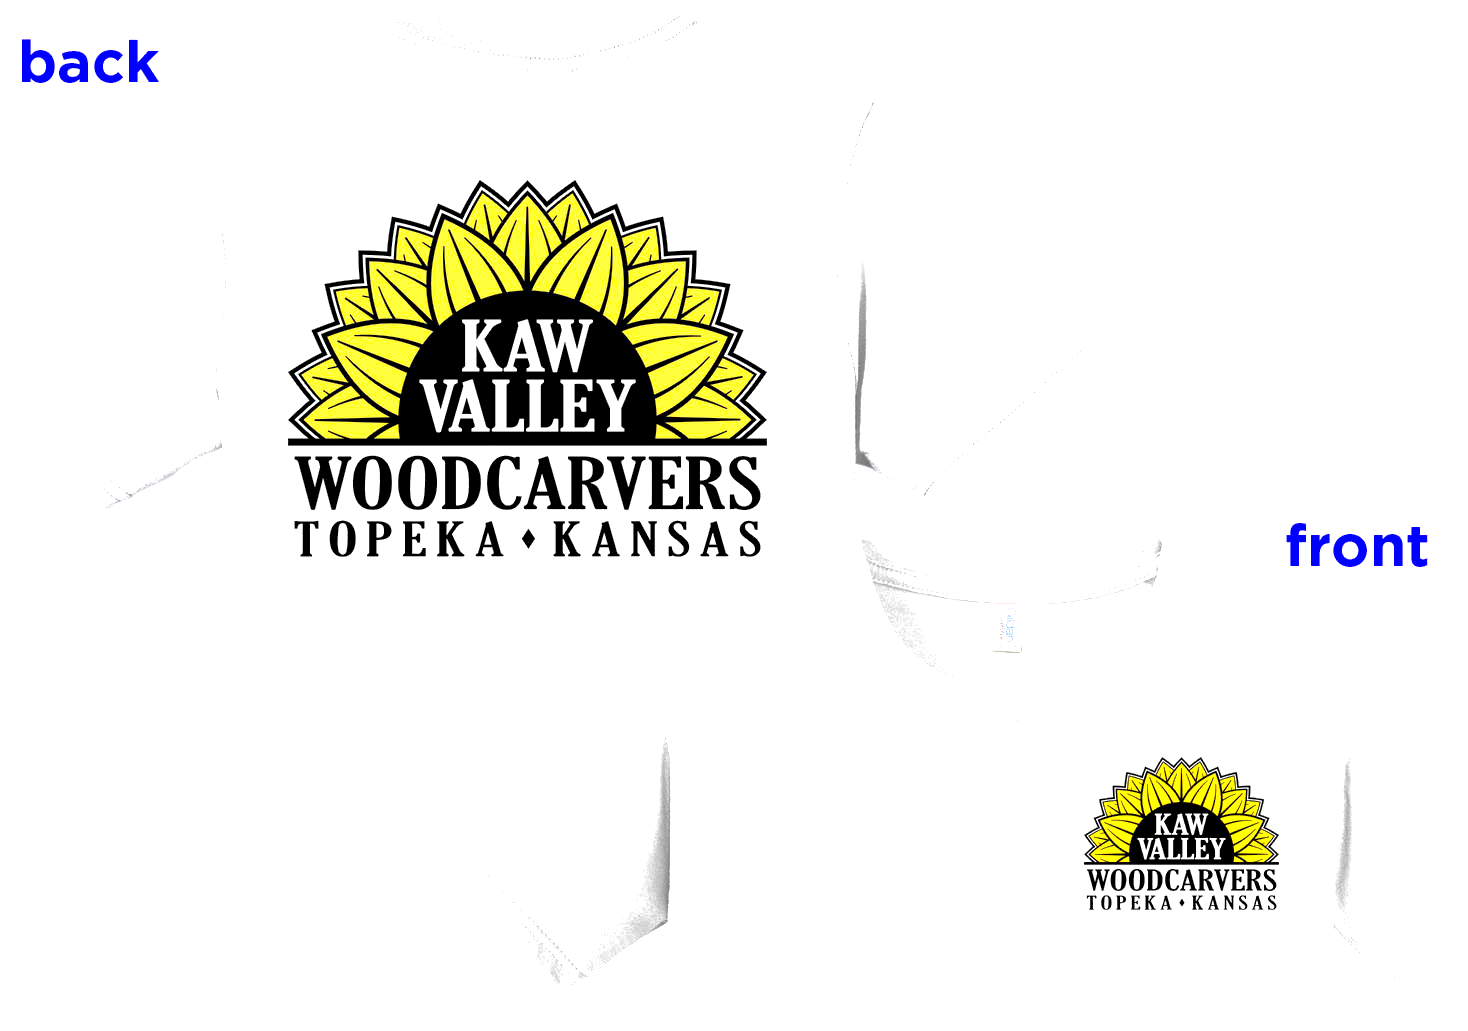 back
KAW
VALLEY
WOODCARVERS
TOPEKA ♦ KANSAS
front
KAW
VALLEY
WOODCARVERS
TOPEKA ♦ KANSAS